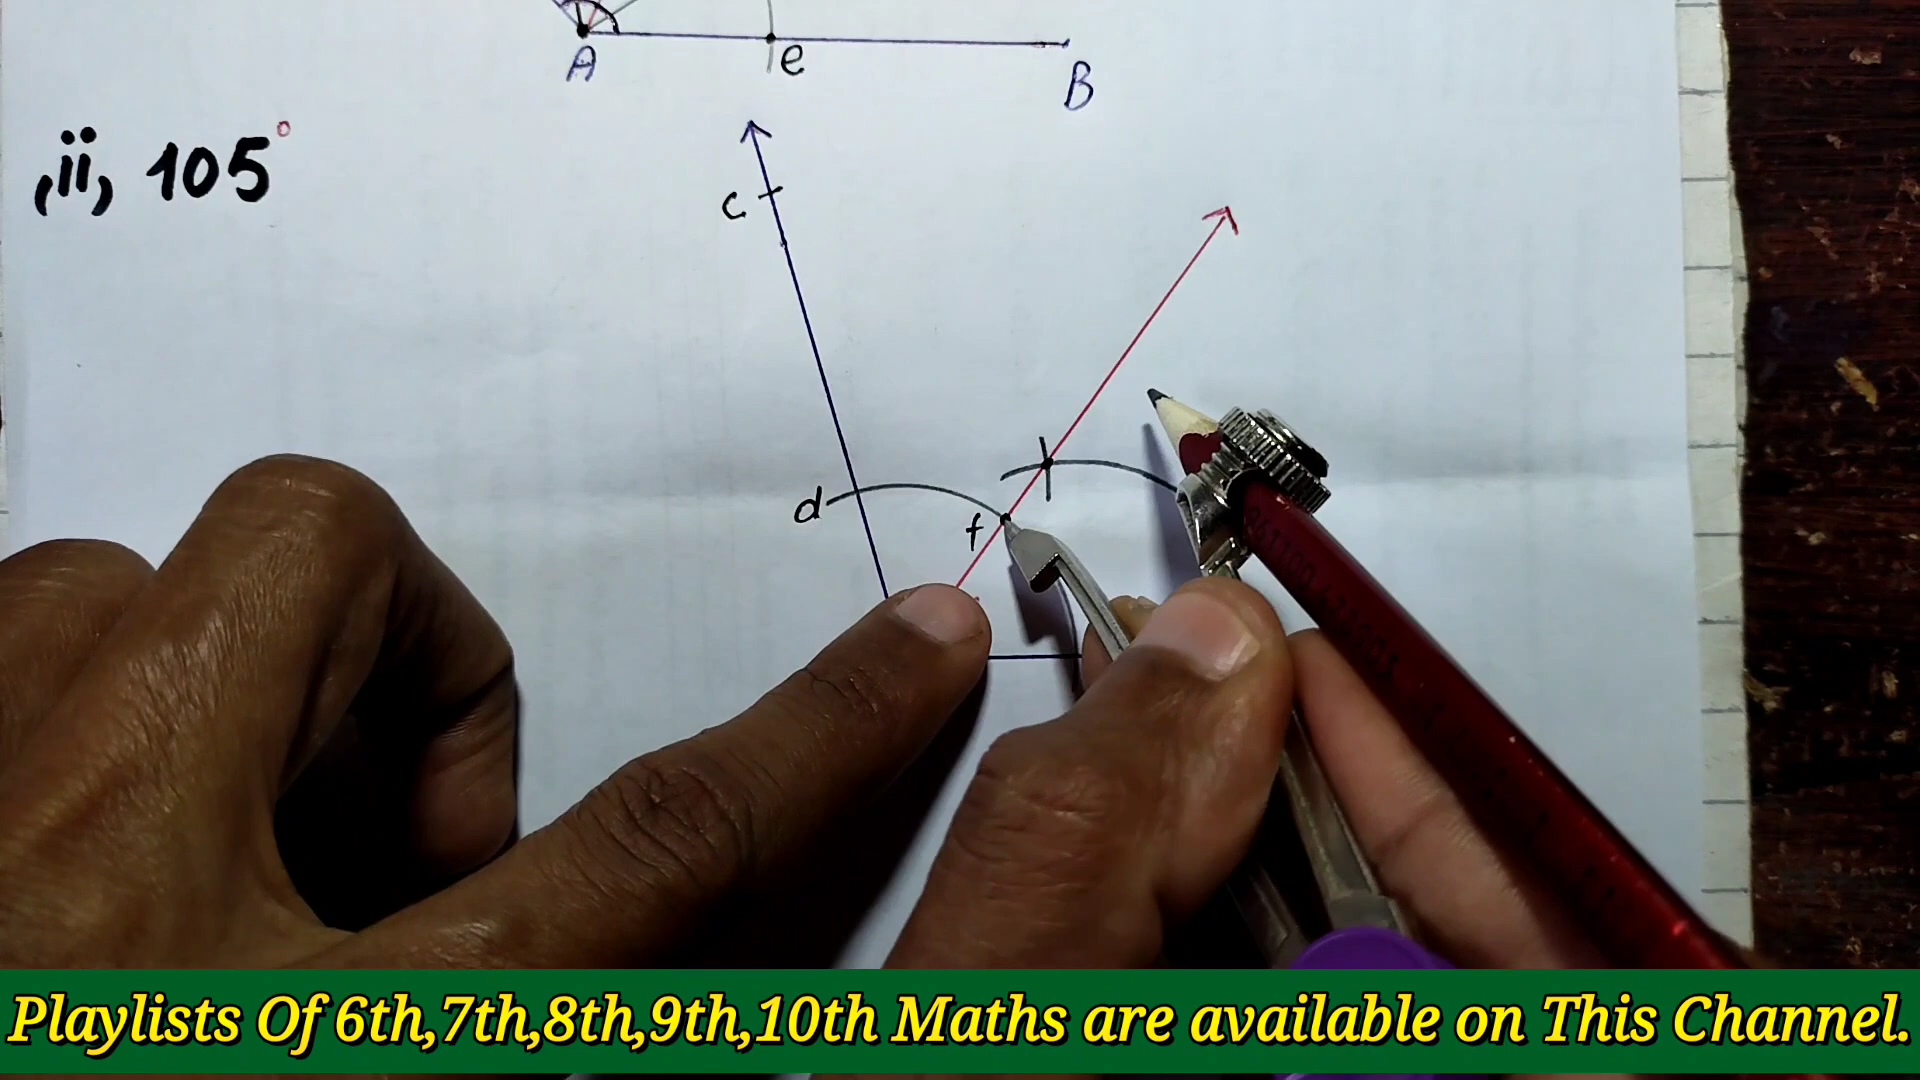 A e B
,ii, 105°
c
d
f
Playlists Of 6th,7th,8th,9th,10th Maths are available on This Channel.